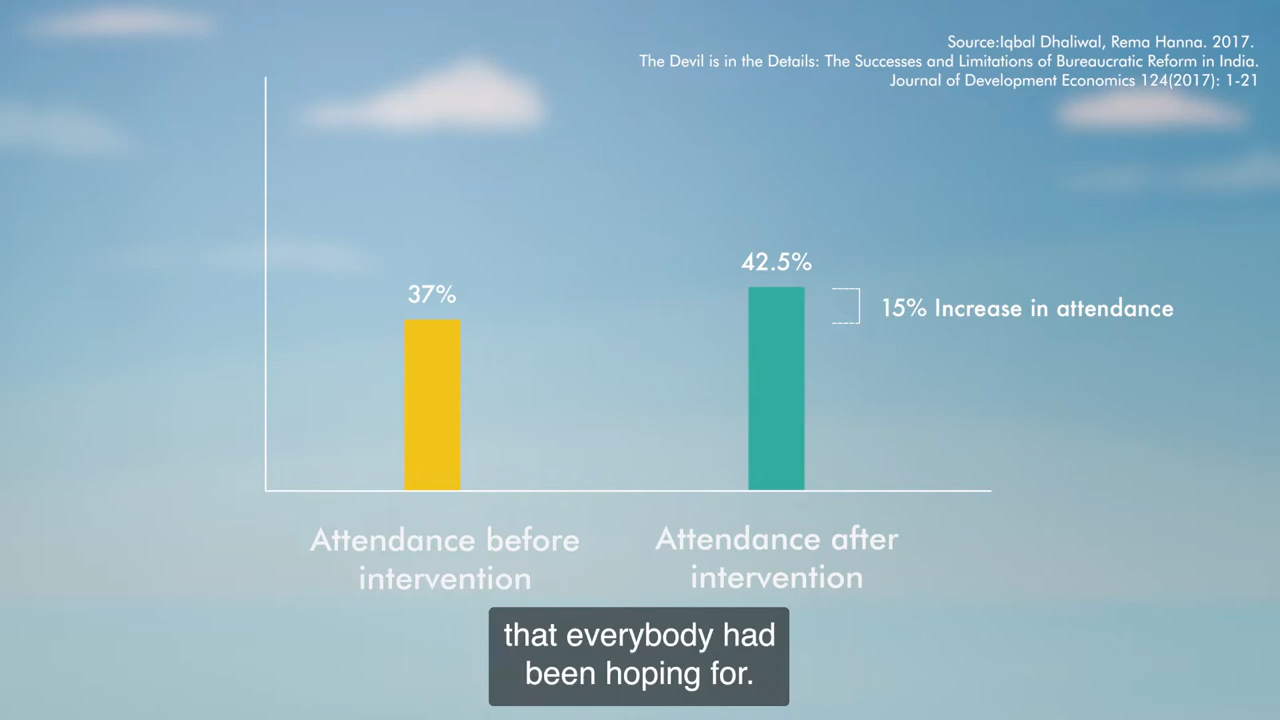 Source:Iqbal Dhaliwal, Rema Hanna. 2017.
The Devil is in the Details: The Successes and Limitations of Bureaucratic Reform in India.
Journal of Development Economics 124(2017): 1-21
42.5%
37%
15% Increase in attendance
Attendance before
intervention
Attendance after
intervention
that everybody had
been hoping for.